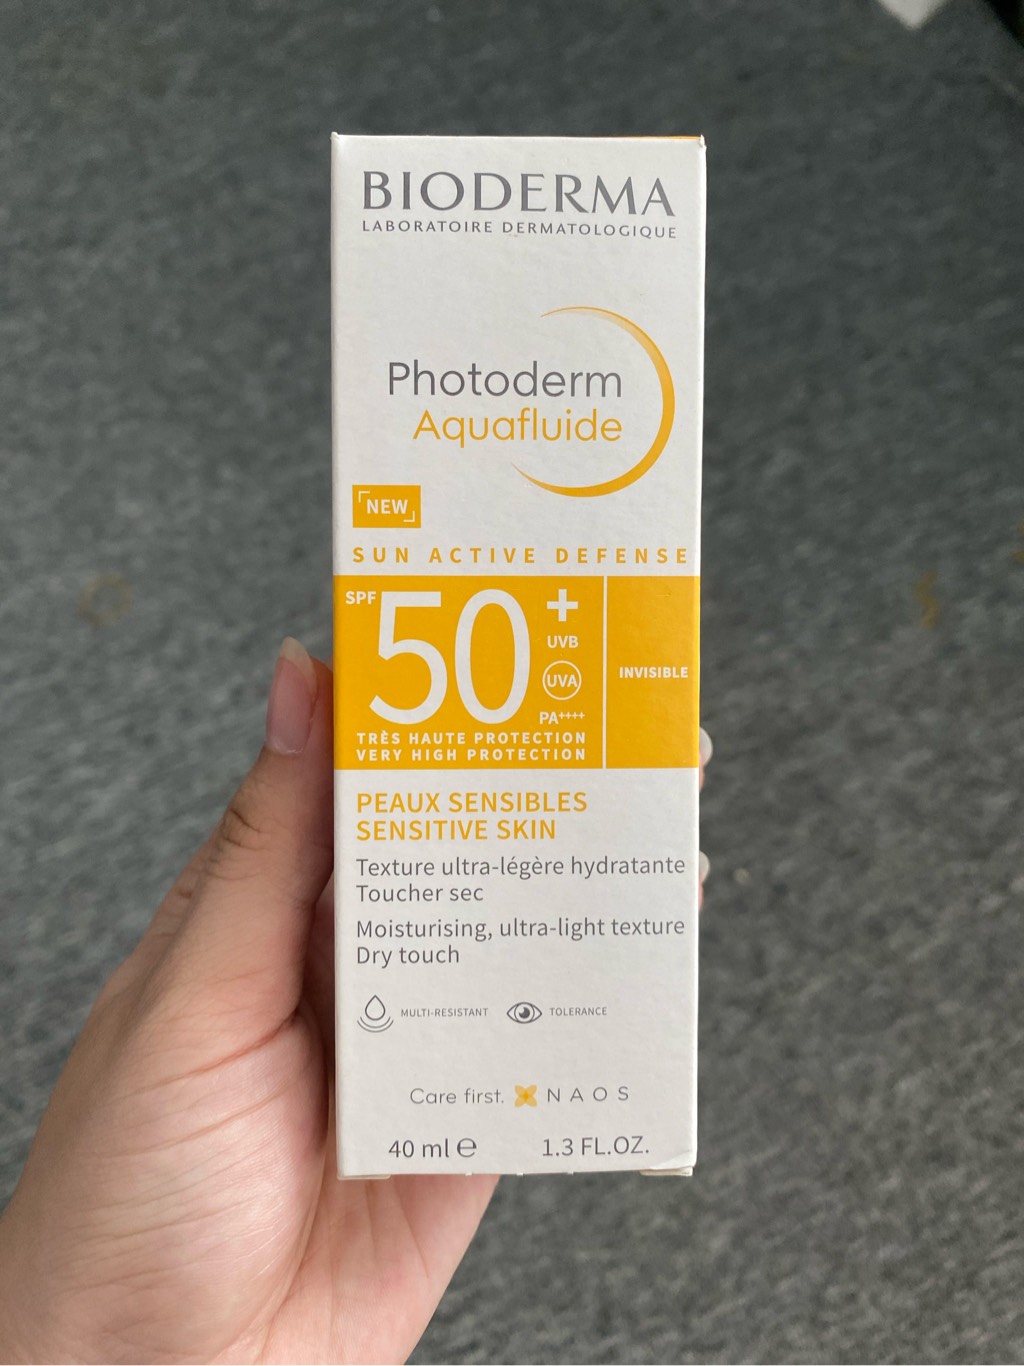 BIODERMA
LABORATOIRE DERMATOLOGIQUE
Photoderm
Aquafluide
NEW
SUN ACTIVE DEFENSE
SPF 50+
UVB
UVA
PA++++
INVISIBLE
TRÈS HAUTE PROTECTION
VERY HIGH PROTECTION
PEAUX SENSIBLES
SENSITIVE SKIN
Texture ultra-légère hydratante
Toucher sec
Moisturising, ultra-light texture
Dry touch
MULTI-RESISTANT TOLERANCE
Care first. NAOS
40 ml ℮ 1.3 FL.OZ.